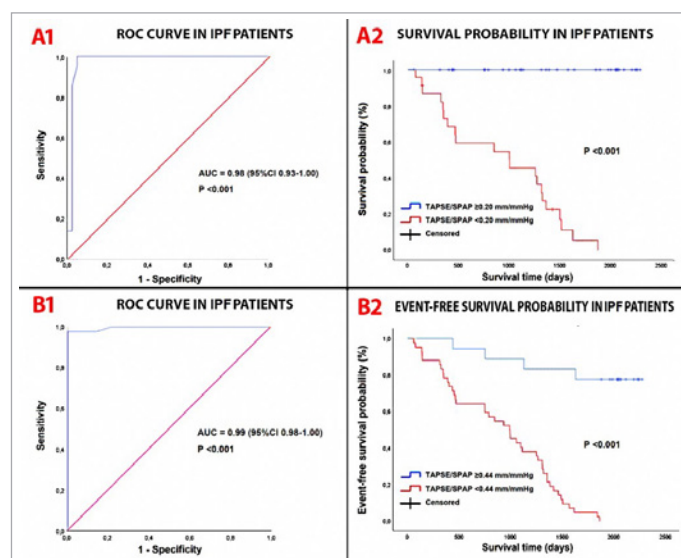 A1
ROC CURVE IN IPF PATIENTS
Sensitivity
1,0
0,8
0,6
0,4
0,2
0,0
AUC = 0.98 (95%CI 0.93-1.00)
P <0.001
0,0 0,2 0,4 0,6 0,8 1,0
1 - Specificity
A2
SURVIVAL PROBABILITY IN IPF PATIENTS
Survival probability (%)
1,0
0,8
0,6
0,4
0,2
0,0
P <0.001
TAPSE/SPAP ≥0.20 mm/mmHg
TAPSE/SPAP <0.20 mm/mmHg
Censored
0 500 1000 1500 2000 2500
Survival time (days)
B1
ROC CURVE IN IPF PATIENTS
Sensitivity
1,0
0,8
0,6
0,4
0,2
0,0
AUC = 0.99 (95%CI 0.98-1.00)
P <0.001
0,0 0,2 0,4 0,6 0,8 1,0
1 - Specificity
B2
EVENT-FREE SURVIVAL PROBABILITY IN IPF PATIENTS
Event-free survival probability (%)
1,0
0,8
0,6
0,4
0,2
0,0
P <0.001
TAPSE/SPAP ≥0.44 mm/mmHg
TAPSE/SPAP <0.44 mm/mmHg
Censored
0 500 1000 1500 2000 2500
Survival time (days)